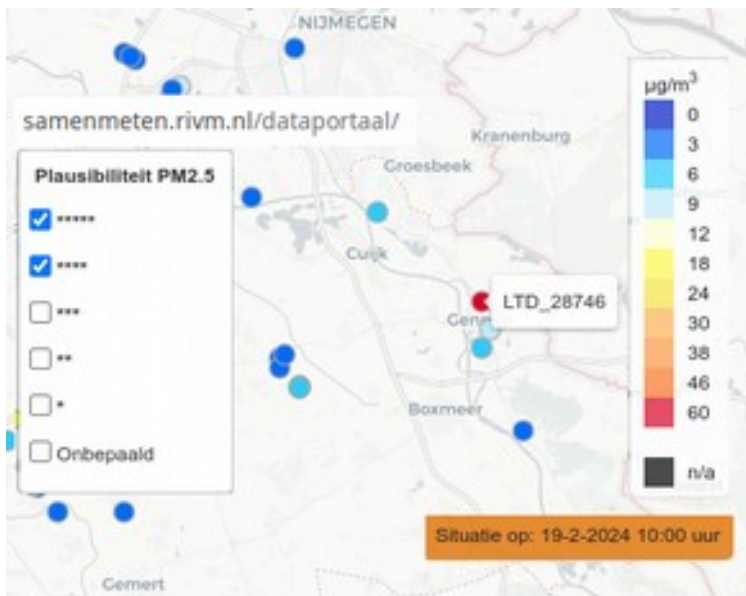 NIJMEGEN
samenmeten.rivm.nl/dataportaal/
Kranenburg
Groesbeek
Plausibiliteit PM2.5
*****
****
***
**
*
Onbepaald
Cuijk
LTD_28746
Boxmeer
Gemert
µg/m³
0
3
6
9
12
18
24
30
38
46
60
n/a
Situatie op: 19-2-2024 10:00 uur